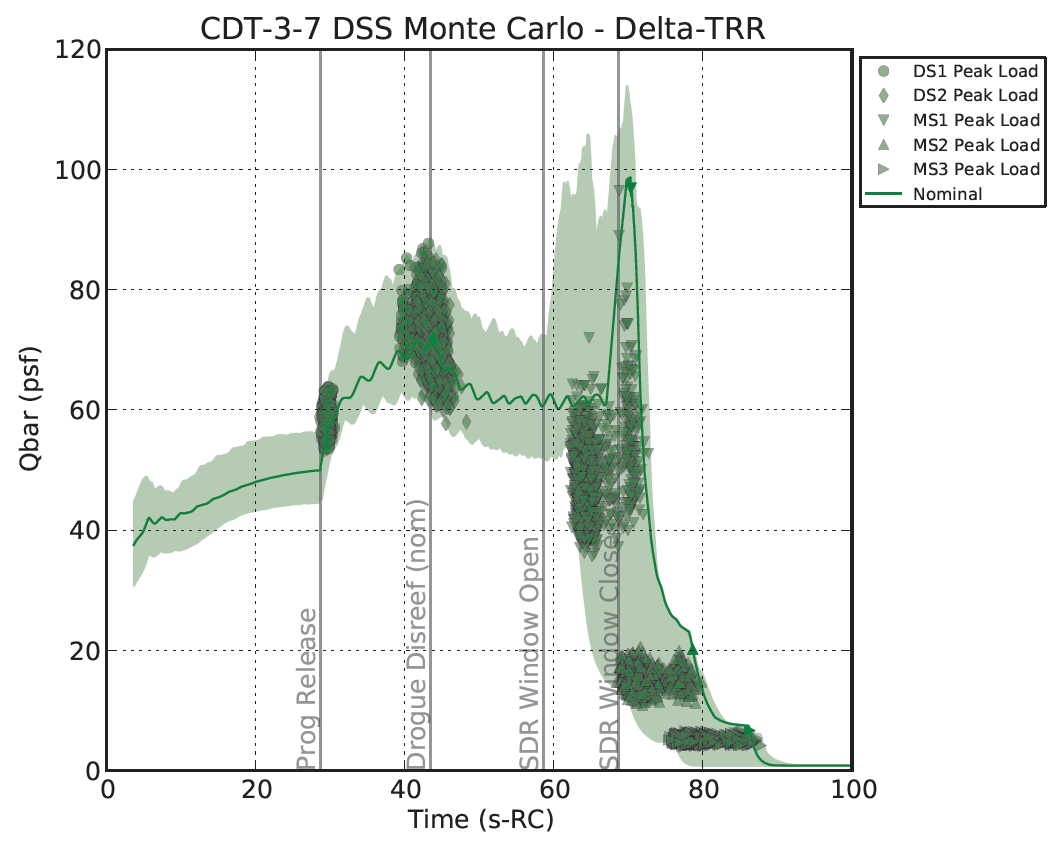 CDT-3-7 DSS Monte Carlo - Delta-TRR
120
100
80
60
40
20
0
Qbar (psf)
Prog Release
Drogue Disreef (nom)
SDR Window Open
SDR Window Close
0
20
40
60
80
100
Time (s-RC)
DS1 Peak Load
DS2 Peak Load
MS1 Peak Load
MS2 Peak Load
MS3 Peak Load
Nominal